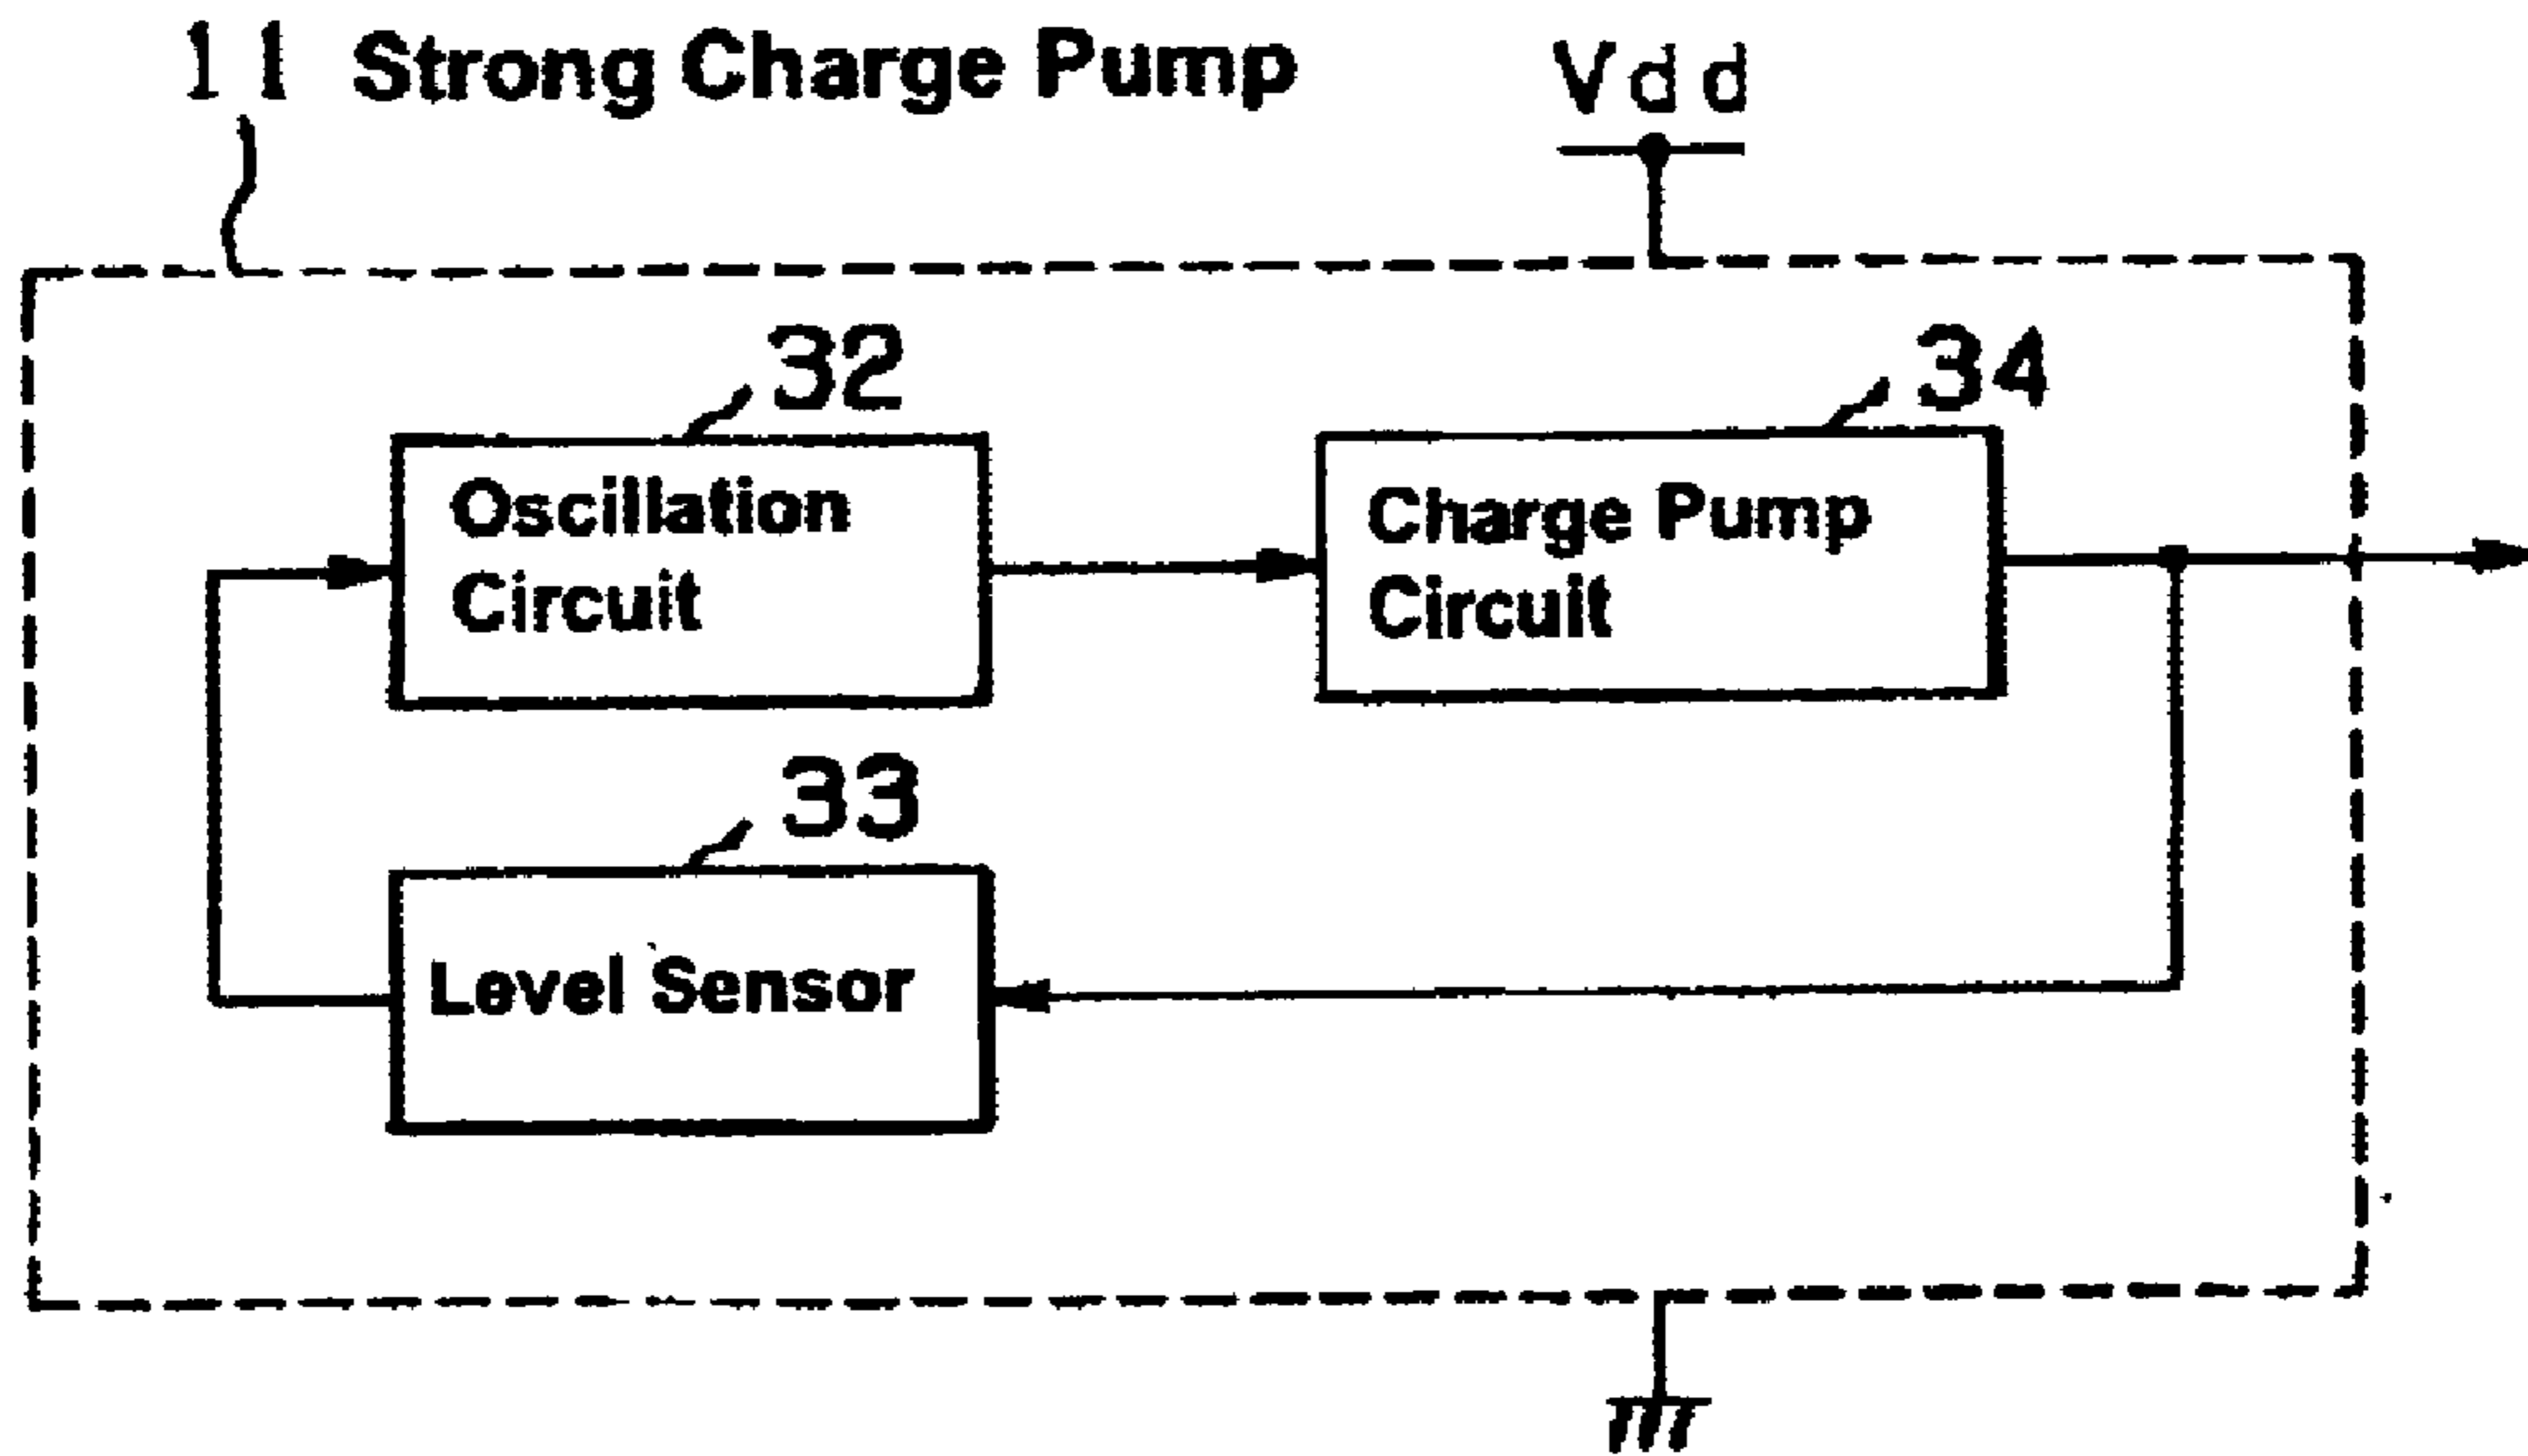 11 Strong Charge Pump
Vdd
32
34
Oscillation
Circuit
Charge Pump
Circuit
33
Level Sensor